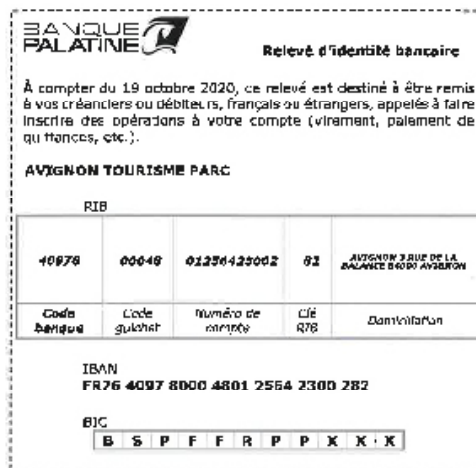 BANQUE
PALATINE
Relevé d'identité bancaire
À compter du 19 octobre 2020, ce relevé est destiné à être remis
à vos créanciers ou débiteurs, français ou étrangers, appelés à faire
inscrire des opérations à votre compte (virement, paiement de
quittances, etc.).
AVIGNON TOURISME PARC
RIB
40978 00048 01256423002 82 AVIGNON 3 RUE DE LA
BALANCE 84000 AVIGNON
Code Code Numéro de Clé Domiciliation
banque guichet compte RIB
IBAN
FR76 4097 8000 4801 2564 2300 282
BIC
B S P F F R P P X X X